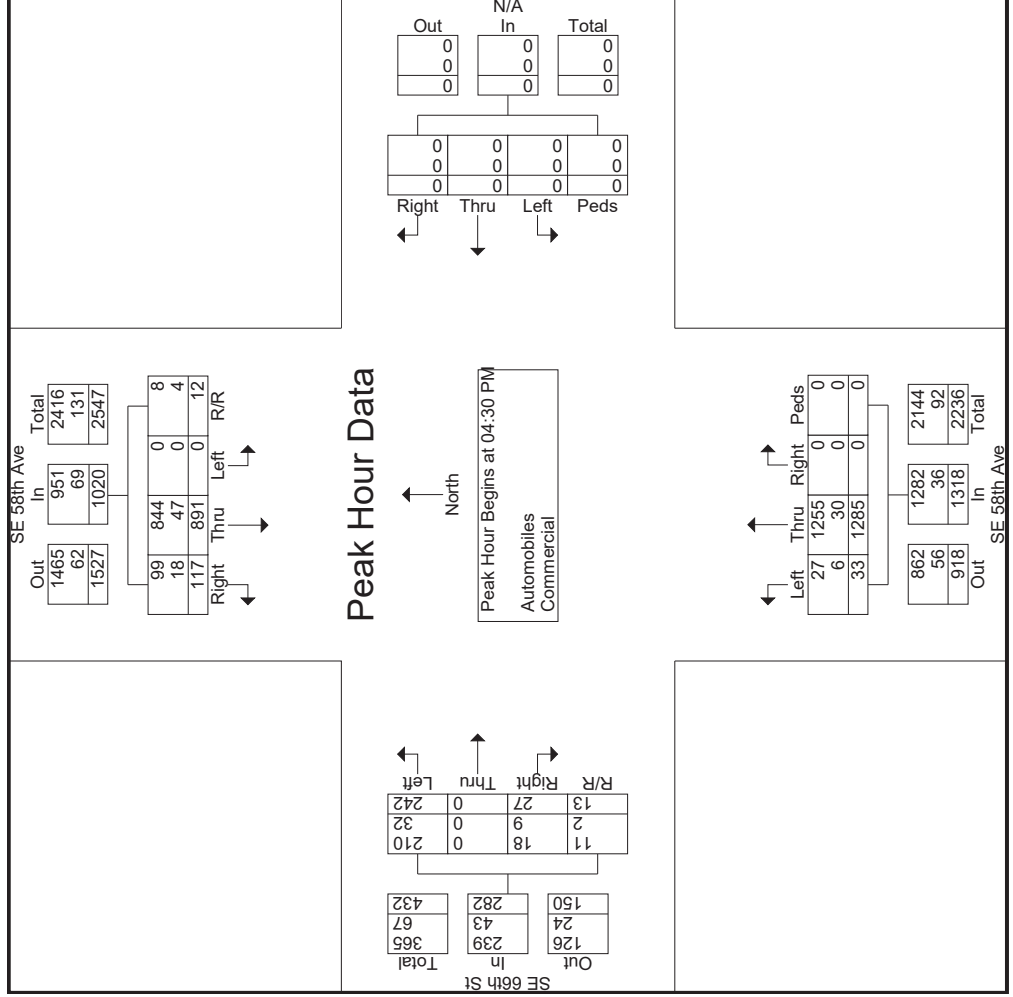 N/A
Out In Total
0 0 0
0 0 0
0 0 0
0 0 0 0
0 0 0 0
0 0 0 0
Right Thru Left Peds
SE 58th Ave
Out In Total
1465 951 2416
62 69 131
1527 1020 2547
99 844 0 8
18 47 0 4
117 891 0 12
Right Thru Left R/R
Peak Hour Data
North
Peak Hour Begins at 04:30 PM
Automobiles
Commercial
Left Thru Right Peds
27 1255 0 0
6 30 0 0
33 1285 0 0
862 1282 2144
56 36 92
918 1318 2236
Out In Total
SE 58th Ave
SE 66th St
Out In Total
126 239 365
24 43 67
150 282 432
11 18 0 210
2 9 0 32
13 27 0 242
R/R Right Thru Left